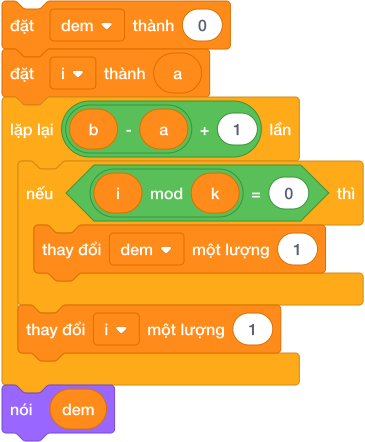 đặt dem thành 0
đặt i thành a
lặp lại b - a + 1 lần
nếu i mod k = 0 thì
thay đổi dem một lượng 1
thay đổi i một lượng 1
nói dem